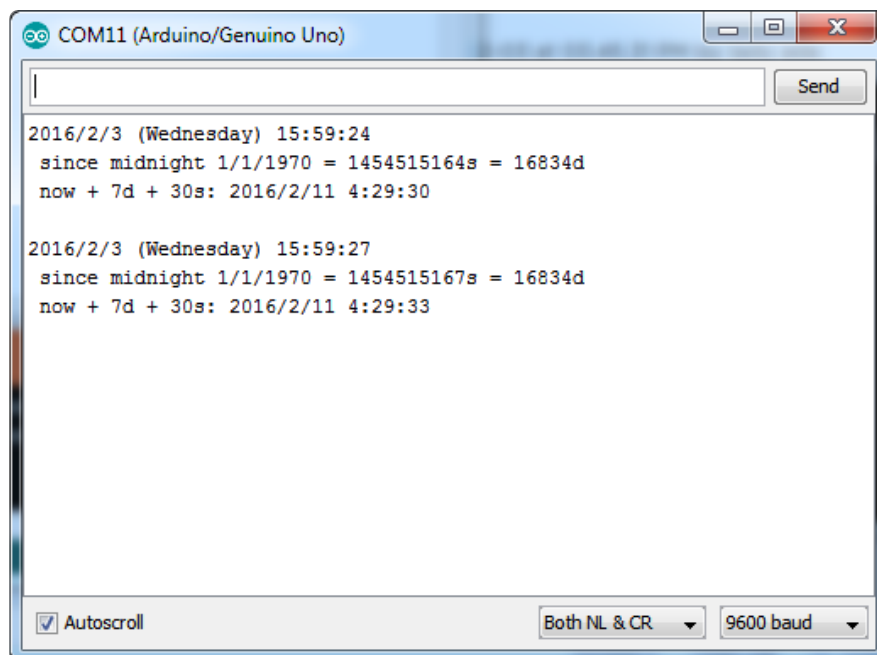 COM11 (Arduino/Genuino Uno)
Send
2016/2/3 (Wednesday) 15:59:24
since midnight 1/1/1970 = 1454515164s = 16834d
now + 7d + 30s: 2016/2/11 4:29:30
2016/2/3 (Wednesday) 15:59:27
since midnight 1/1/1970 = 1454515167s = 16834d
now + 7d + 30s: 2016/2/11 4:29:33
Autoscroll
Both NL & CR
9600 baud